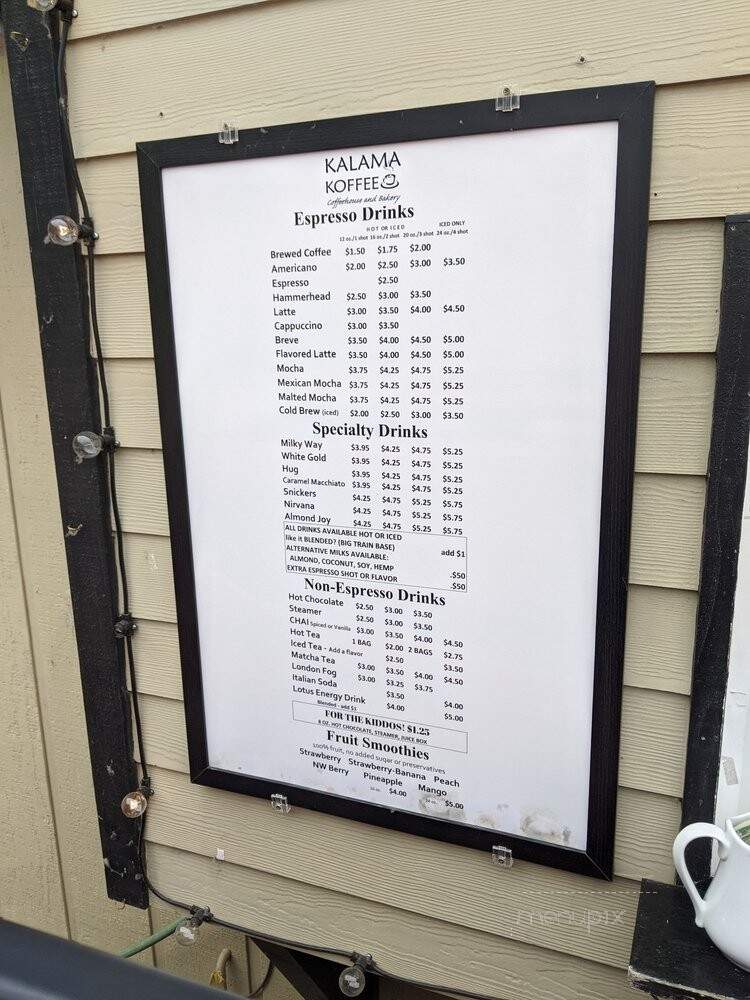 KALAMA
KOFFEE
Coffeehouse and Bakery
Espresso Drinks
HOT OR ICED ICED ONLY
12 oz./1 shot 16 oz./2 shot 20 oz./3 shot 24 oz./4 shot
Brewed Coffee $1.50 $1.75 $2.00
Americano $2.00 $2.50 $3.00 $3.50
Espresso $2.50
Hammerhead $2.50 $3.00 $3.50
Latte $3.00 $3.50 $4.00 $4.50
Cappuccino $3.00 $3.50
Breve $3.50 $4.00 $4.50 $5.00
Flavored Latte $3.50 $4.00 $4.50 $5.00
Mocha $3.75 $4.25 $4.75 $5.25
Mexican Mocha $3.75 $4.25 $4.75 $5.25
Malted Mocha $3.75 $4.25 $4.75 $5.25
Cold Brew (iced) $2.00 $2.50 $3.00 $3.50
Specialty Drinks
Milky Way $3.95 $4.25 $4.75 $5.25
White Gold $3.95 $4.25 $4.75 $5.25
Hug $3.95 $4.25 $4.75 $5.25
Caramel Macchiato $3.95 $4.25 $4.75 $5.25
Snickers $4.25 $4.75 $5.25 $5.75
Nirvana $4.25 $4.75 $5.25 $5.75
Almond Joy $4.25 $4.75 $5.25 $5.75
ALL DRINKS AVAILABLE HOT OR ICED
like it BLENDED? (BIG TRAIN BASE) add $1
ALTERNATIVE MILKS AVAILABLE:
ALMOND, COCONUT, SOY, HEMP .$50
EXTRA ESPRESSO SHOT OR FLAVOR .$50
Non-Espresso Drinks
Hot Chocolate $2.50 $3.00 $3.50
Steamer $2.50 $3.00 $3.50
CHAI Spiced or Vanilla $3.00 $3.50 $4.00 $4.50
Hot Tea 1 BAG $2.00 2 BAGS $2.75
Iced Tea - Add a flavor $2.50 $3.50
Matcha Tea $3.00 $3.50 $4.00 $4.50
London Fog $3.00 $3.25 $3.75
Italian Soda $3.50 $4.00
Lotus Energy Drink $4.00 $5.00
Blended - add $1
FOR THE KIDDOS! $1.25
8 OZ. HOT CHOCOLATE, STEAMER, JUICE BOX
Fruit Smoothies
100% fruit, no added sugar or preservatives
Strawberry Strawberry-Banana Peach
NW Berry Pineapple Mango
$4.00 $5.00
menupix